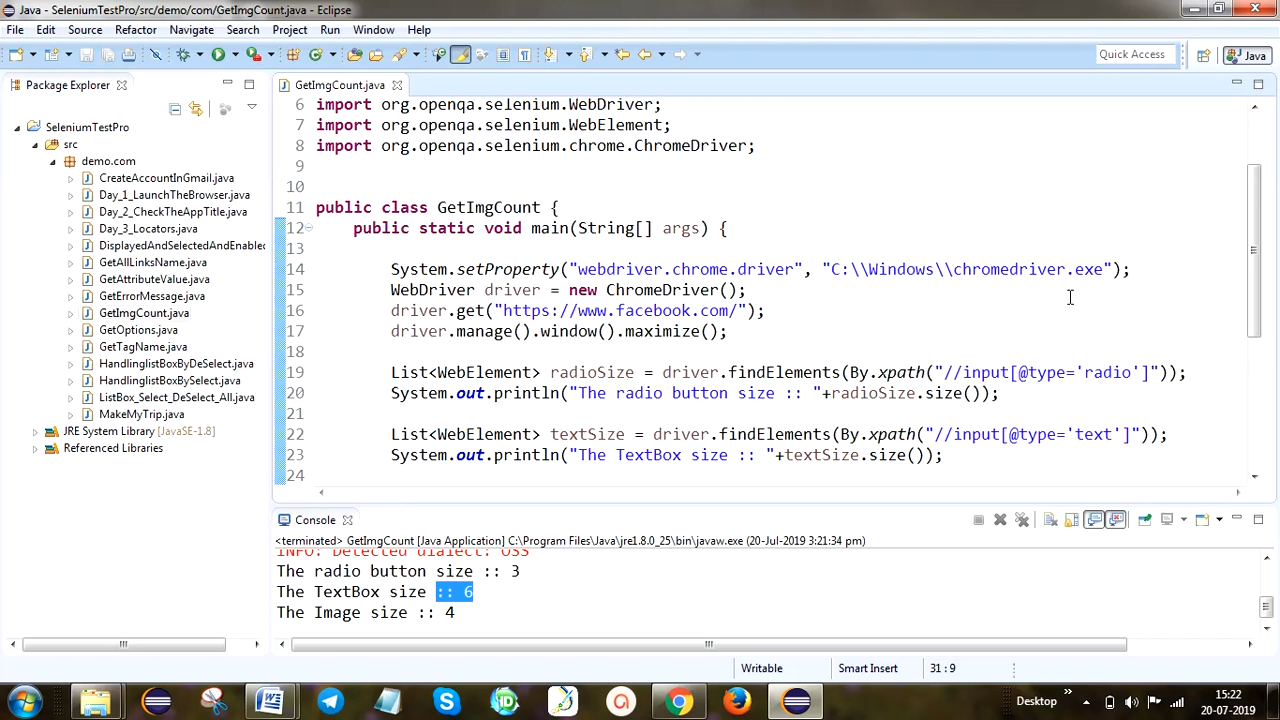 Java - SeleniumTestPro/src/demo/com/GetImgCount.java - Eclipse
File Edit Source Refactor Navigate Search Project Run Window Help
Quick Access
Java
Package Explorer
SeleniumTestPro
src
demo.com
CreateAccountInGmail.java
Day_1_LaunchTheBrowser.java
Day_2_CheckTheAppTitle.java
Day_3_Locators.java
DisplayedAndSelectedAndEnabled
GetAllLinksName.java
GetAttributeValue.java
GetErrorMessage.java
GetImgCount.java
GetOptions.java
GetTagName.java
HandlinglistBoxByDeSelect.java
HandlinglistBoxBySelect.java
ListBox_Select_DeSelect_All.java
MakeMyTrip.java
JRE System Library [JavaSE-1.8]
Referenced Libraries
GetImgCount.java
6 import org.openqa.selenium.WebDriver;
7 import org.openqa.selenium.WebElement;
8 import org.openqa.selenium.chrome.ChromeDriver;
9
10
11 public class GetImgCount {
12 public static void main(String[] args) {
13
14 System.setProperty("webdriver.chrome.driver", "C:\\Windows\\chromedriver.exe");
15 WebDriver driver = new ChromeDriver();
16 driver.get("https://www.facebook.com/");
17 driver.manage().window().maximize();
18
19 List<WebElement> radioSize = driver.findElements(By.xpath("//input[@type='radio']"));
20 System.out.println("The radio button size :: "+radioSize.size());
21
22 List<WebElement> textSize = driver.findElements(By.xpath("//input[@type='text']"));
23 System.out.println("The TextBox size :: "+textSize.size());
24
Console
<terminated> GetImgCount [Java Application] C:\Program Files\Java\jre1.8.0_25\bin\javaw.exe (20-Jul-2019 3:21:34 pm)
INFO: Detected dialect: OSS
The radio button size :: 3
The TextBox size :: 6
The Image size :: 4
Writable Smart Insert 31 : 9
Desktop
15:22
20-07-2019